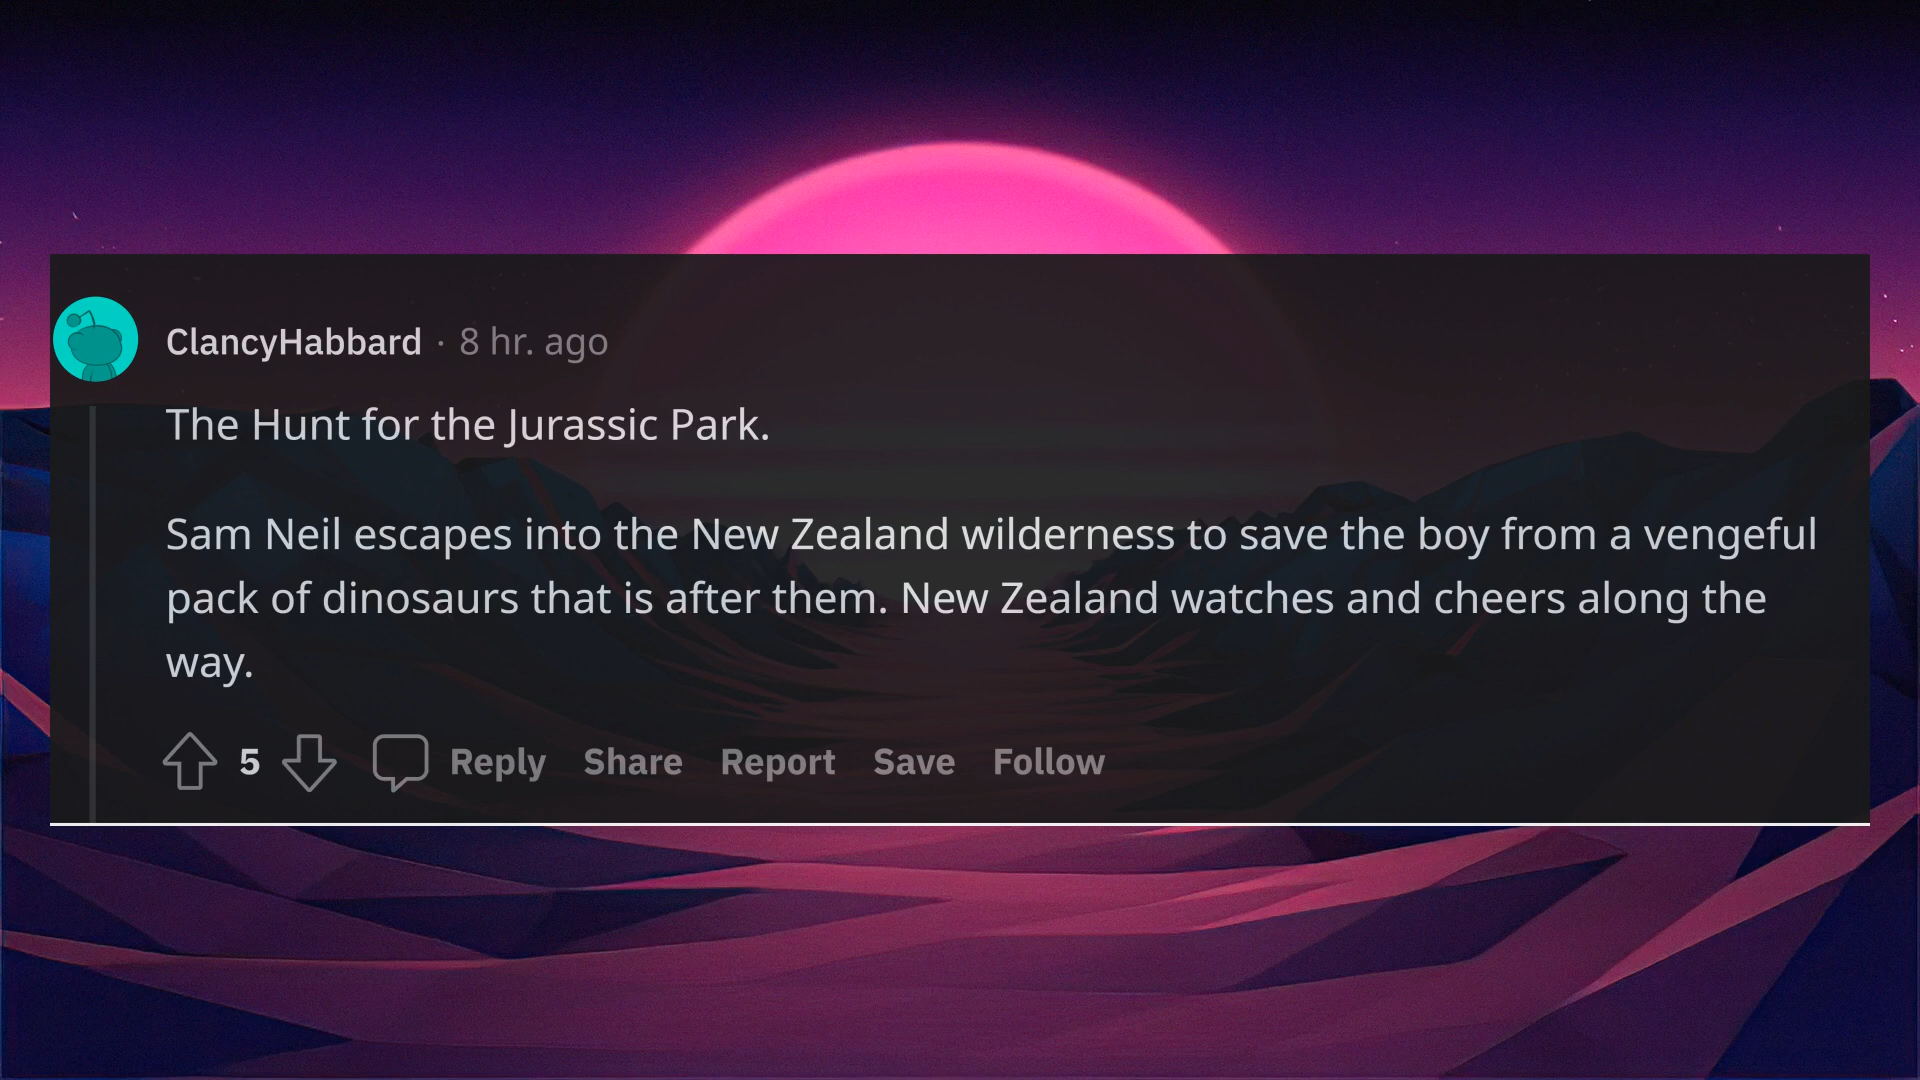 ClancyHabbard · 8 hr. ago
The Hunt for the Jurassic Park.
Sam Neil escapes into the New Zealand wilderness to save the boy from a vengeful
pack of dinosaurs that is after them. New Zealand watches and cheers along the
way.
5 Reply Share Report Save Follow